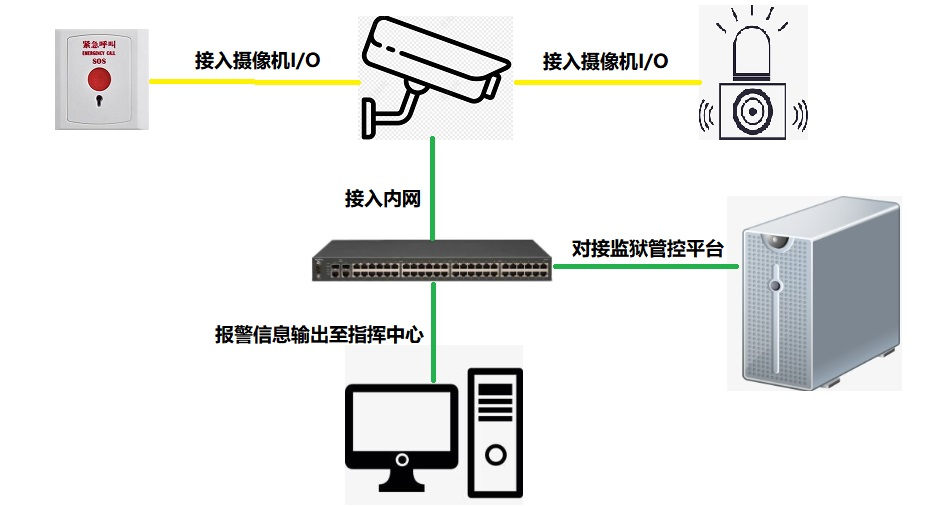 紧急呼叫
EMERGENCY CALL
SOS
接入摄像机I/O
接入摄像机I/O
接入内网
对接监狱管控平台
报警信息输出至指挥中心